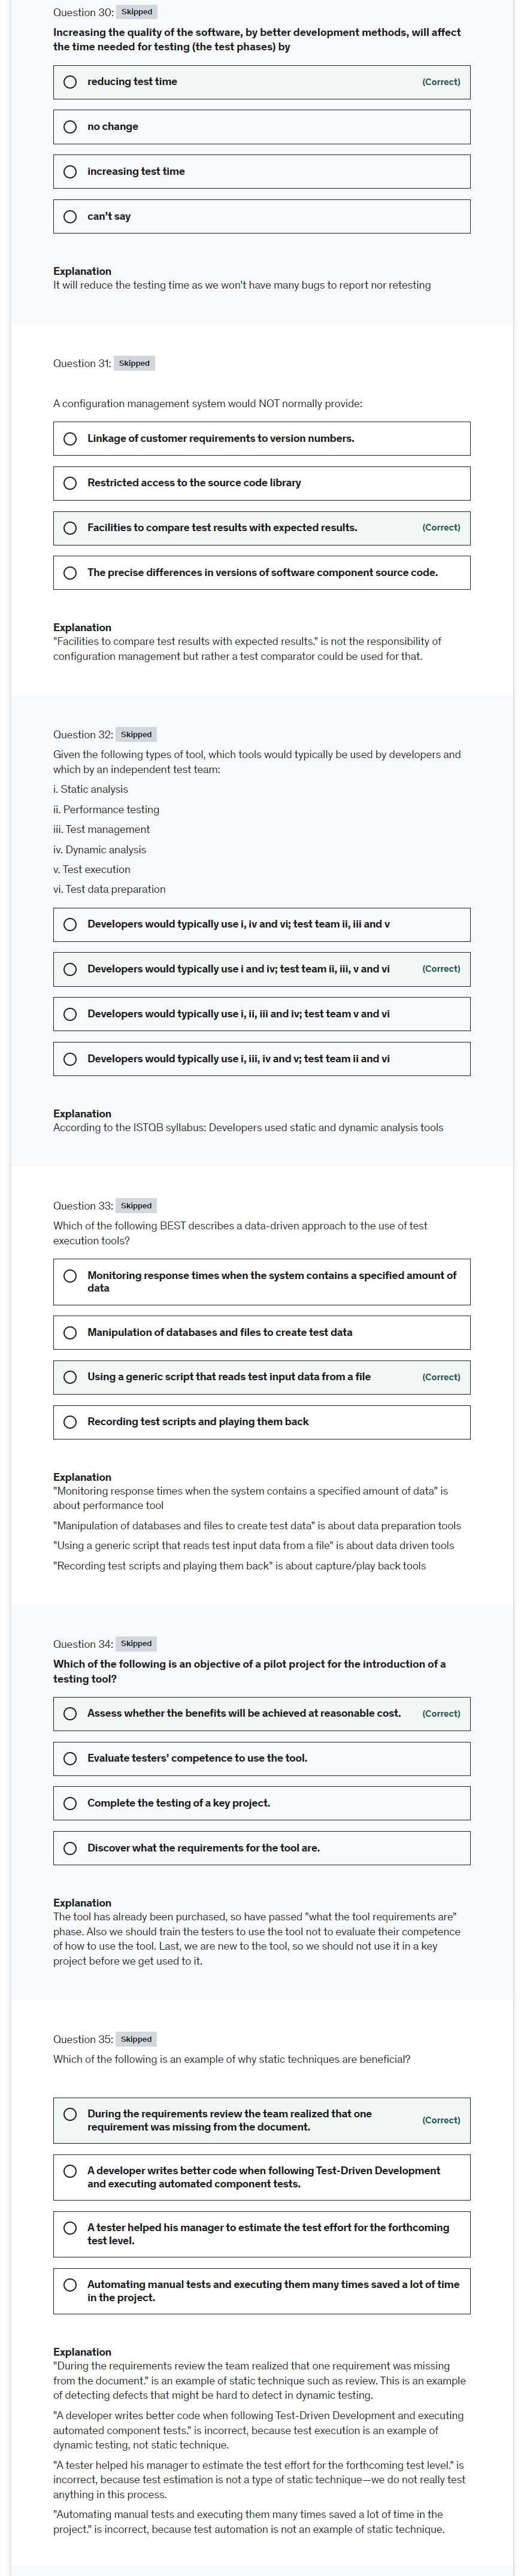 Question 30: Skipped
Increasing the quality of the software, by better development methods, will affect
the time needed for testing (the test phases) by
reducing test time (Correct)
no change
increasing test time
can't say
Explanation
It will reduce the testing time as we won't have many bugs to report nor retesting
Question 31: Skipped
A configuration management system would NOT normally provide:
Linkage of customer requirements to version numbers.
Restricted access to the source code library
Facilities to compare test results with expected results. (Correct)
The precise differences in versions of software component source code.
Explanation
"Facilities to compare test results with expected results." is not the responsibility of
configuration management but rather a test comparator could be used for that.
Question 32: Skipped
Given the following types of tool, which tools would typically be used by developers and
which by an independent test team:
i. Static analysis
ii. Performance testing
iii. Test management
iv. Dynamic analysis
v. Test execution
vi. Test data preparation
Developers would typically use i, iv and vi; test team ii, iii and v
Developers would typically use i and iv; test team ii, iii, v and vi (Correct)
Developers would typically use i, ii, iii and iv; test team v and vi
Developers would typically use i, iii, iv and v; test team ii and vi
Explanation
According to the ISTQB syllabus: Developers used static and dynamic analysis tools
Question 33: Skipped
Which of the following BEST describes a data-driven approach to the use of test
execution tools?
Monitoring response times when the system contains a specified amount of
data
Manipulation of databases and files to create test data
Using a generic script that reads test input data from a file (Correct)
Recording test scripts and playing them back
Explanation
"Monitoring response times when the system contains a specified amount of data" is
about performance tool
"Manipulation of databases and files to create test data" is about data preparation tools
"Using a generic script that reads test input data from a file" is about data driven tools
"Recording test scripts and playing them back" is about capture/play back tools
Question 34: Skipped
Which of the following is an objective of a pilot project for the introduction of a
testing tool?
Assess whether the benefits will be achieved at reasonable cost. (Correct)
Evaluate testers' competence to use the tool.
Complete the testing of a key project.
Discover what the requirements for the tool are.
Explanation
The tool has already been purchased, so have passed "what the tool requirements are"
phase. Also we should train the testers to use the tool not to evaluate their competence
of how to use the tool. Last, we are new to the tool, so we should not use it in a key
project before we get used to it.
Question 35: Skipped
Which of the following is an example of why static techniques are beneficial?
During the requirements review the team realized that one
requirement was missing from the document. (Correct)
A developer writes better code when following Test-Driven Development
and executing automated component tests.
A tester helped his manager to estimate the test effort for the forthcoming
test level.
Automating manual tests and executing them many times saved a lot of time
in the project.
Explanation
"During the requirements review the team realized that one requirement was missing
from the document." is an example of static technique such as review. This is an example
of detecting defects that might be hard to detect in dynamic testing.
"A developer writes better code when following Test-Driven Development and executing
automated component tests." is incorrect, because test execution is an example of
dynamic testing, not static technique.
"A tester helped his manager to estimate the test effort for the forthcoming test level." is
incorrect, because test estimation is not a type of static technique—we do not really test
anything in this process.
"Automating manual tests and executing them many times saved a lot of time in the
project." is incorrect, because test automation is not an example of static technique.